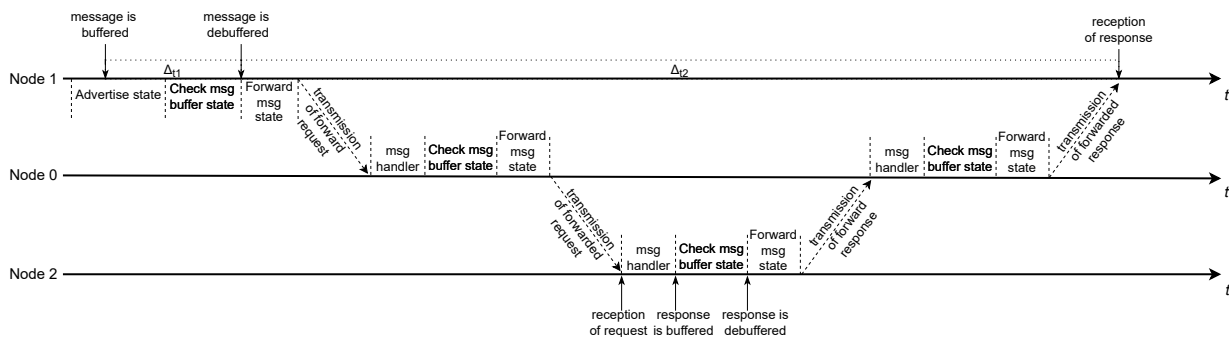 message is
buffered
message is
debuffered
reception
of response
Δt1
Δt2
Node 1
t
Advertise state
Check msg
buffer state
Forward
msg
state
transmission
of forward
request
Node 0
t
msg
handler
Check msg
buffer state
Forward
msg
state
transmission
of forwarded
request
msg
handler
Check msg
buffer state
Forward
msg
state
transmission
of forwarded
response
Node 2
t
msg
handler
Check msg
buffer state
Forward
msg
state
transmission
of forward
response
reception
of request
response
is buffered
response is
debuffered